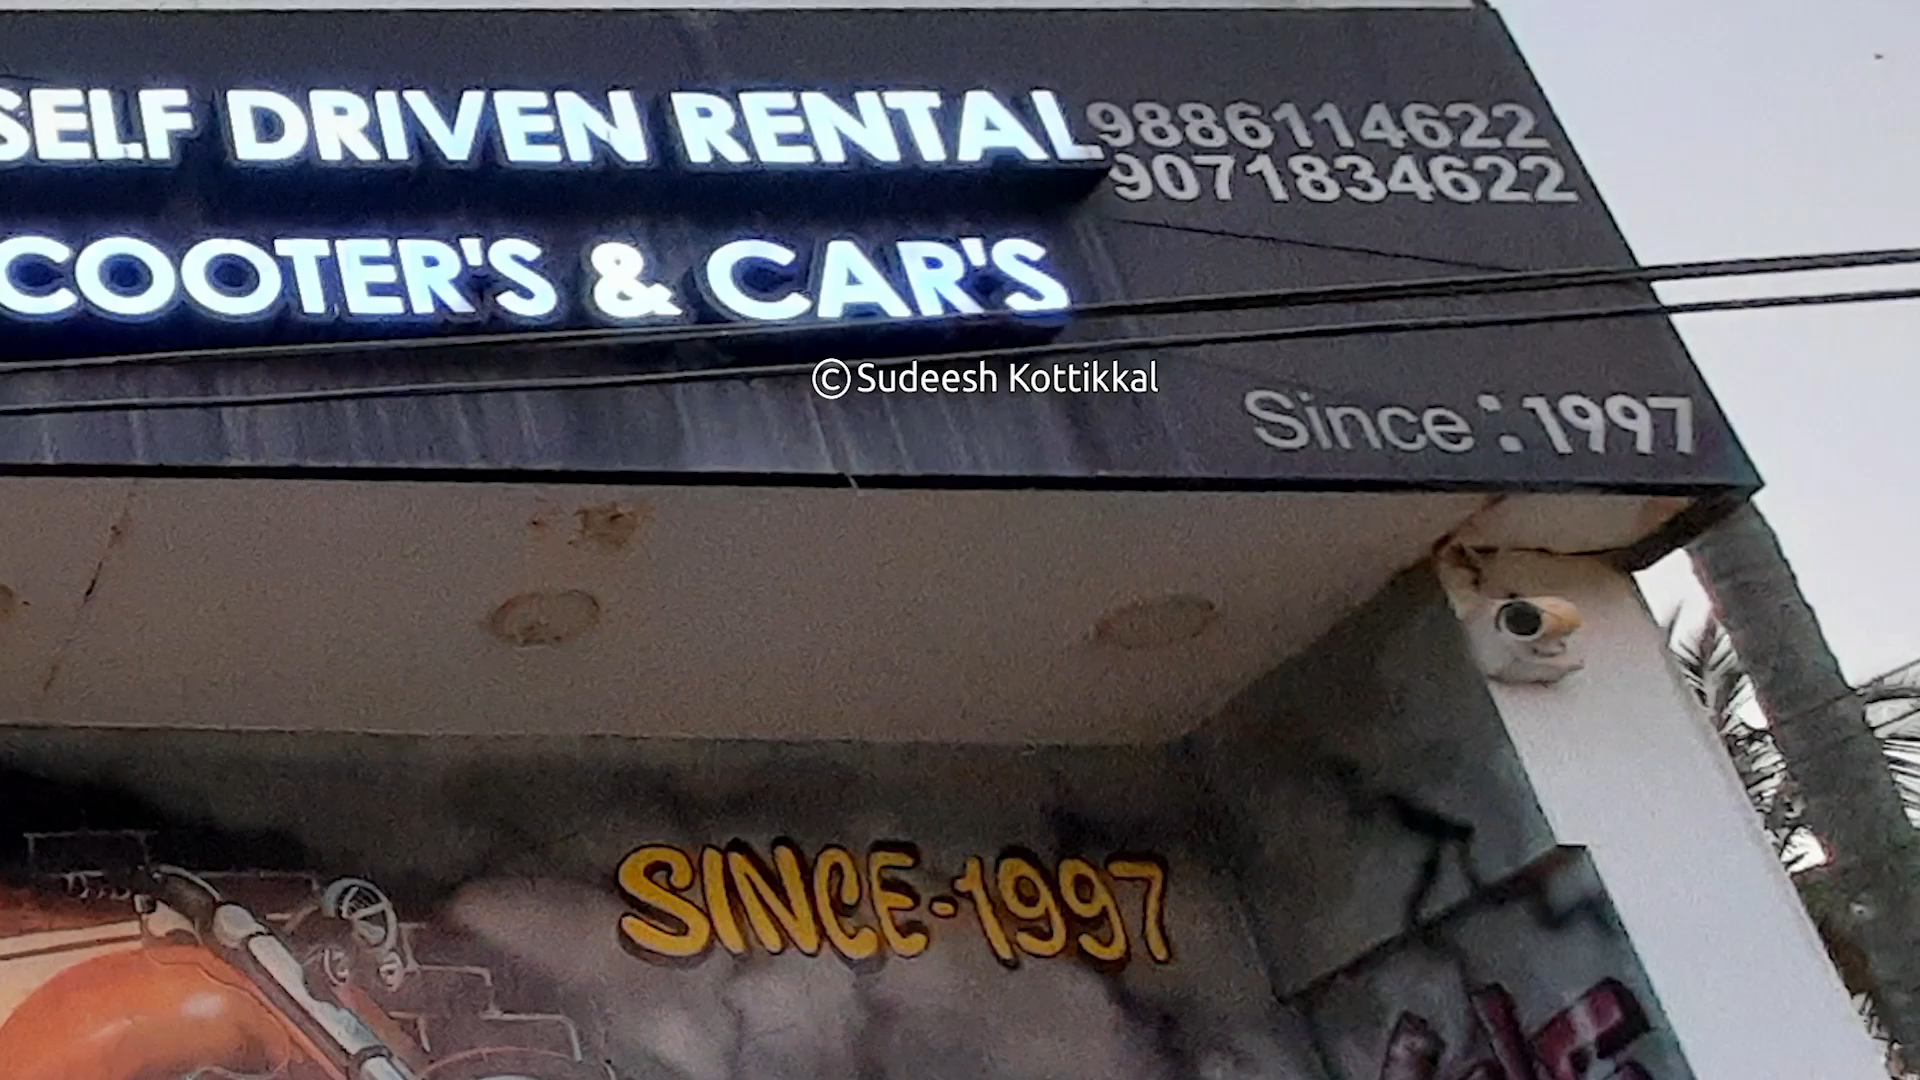 SELF DRIVEN RENTAL
9886114622
9071834622
COOTER'S & CAR'S
©Sudeesh Kottikkal
Since : 1997
SINCE-1997